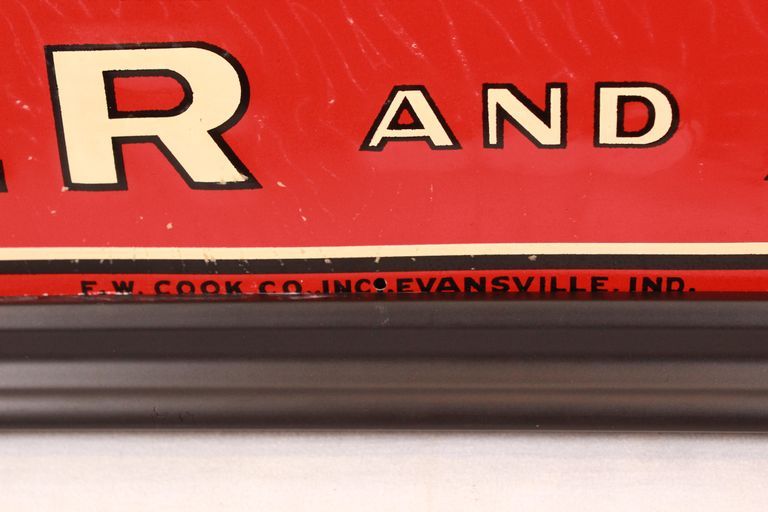 R AND
F. W. COOK CO., INC. EVANSVILLE, IND.